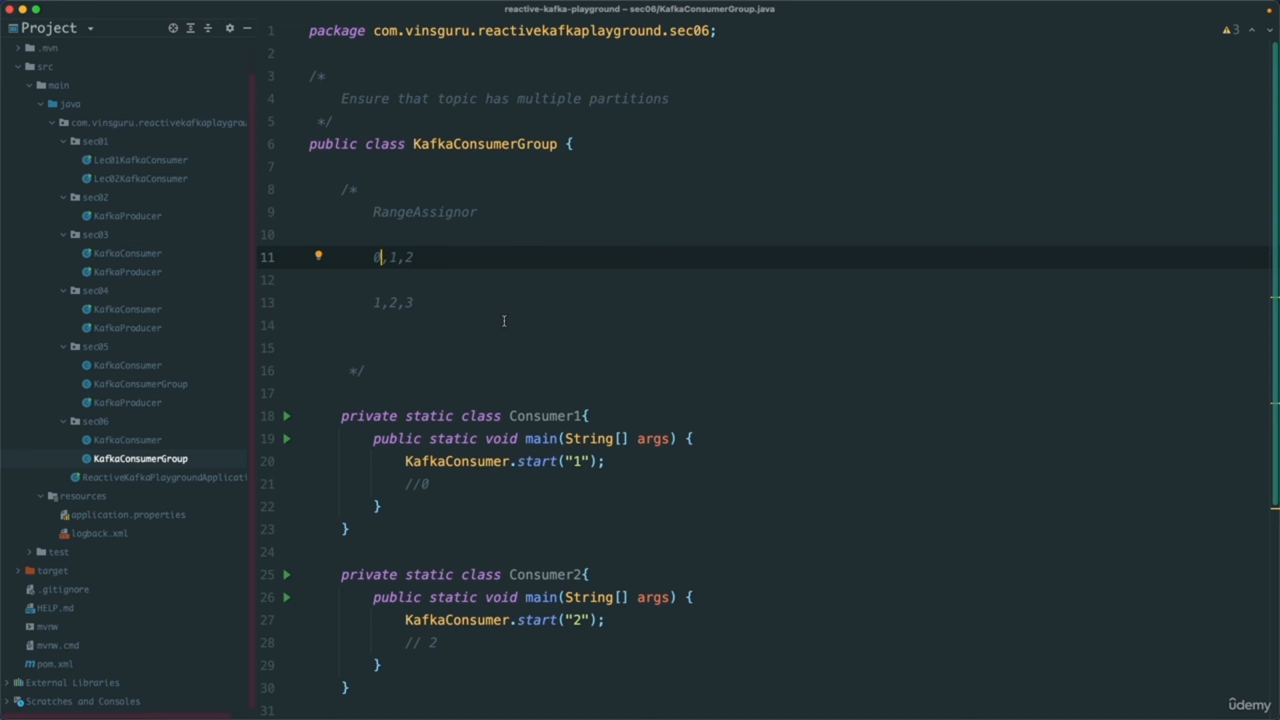 reactive-kafka-playground – sec06/KafkaConsumerGroup.java
Project
.mvn
src
main
java
com.vinsguru.reactivekafkaplaygrou
sec01
Lec01KafkaConsumer
Lec02KafkaConsumer
sec02
KafkaProducer
sec03
KafkaConsumer
KafkaProducer
sec04
KafkaConsumer
KafkaProducer
sec05
KafkaConsumer
KafkaConsumerGroup
KafkaProducer
sec06
KafkaConsumer
KafkaConsumerGroup
ReactiveKafkaPlaygroundApplicati
resources
application.properties
logback.xml
test
target
.gitignore
HELP.md
mvnw
mvnw.cmd
pom.xml
External Libraries
Scratches and Consoles
3
1 package com.vinsguru.reactivekafkaplayground.sec06;
2
3 /*
4 Ensure that topic has multiple partitions
5 */
6 public class KafkaConsumerGroup {
7
8 /*
9 RangeAssignor
10
11 0,1,2
12
13 1,2,3
14
15
16 */
17
18 private static class Consumer1{
19 public static void main(String[] args) {
20 KafkaConsumer.start("1");
21 //0
22 }
23 }
24
25 private static class Consumer2{
26 public static void main(String[] args) {
27 KafkaConsumer.start("2");
28 // 2
29 }
30 }
31
udemy